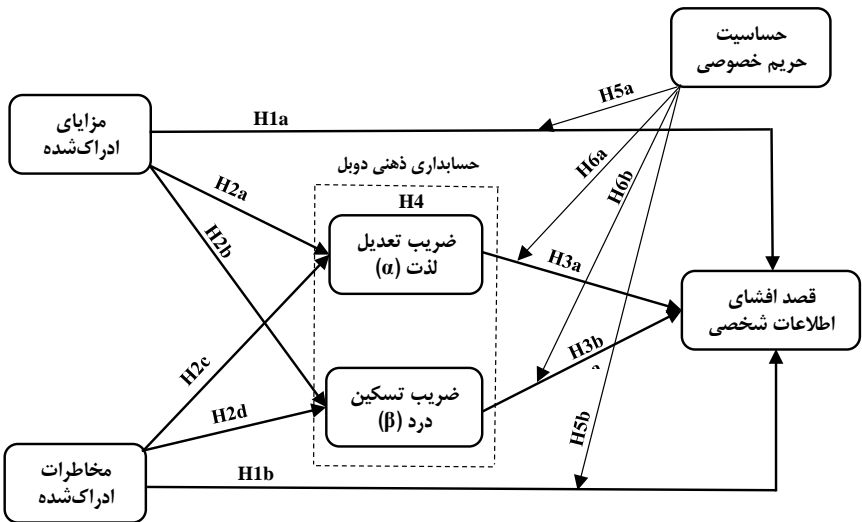 حساسیت
حریم خصوصی
H5a
مزایای
ادراک‌شده
H1a
H6a
H6b
حسابداری ذهنی دوبل
H2a
H4
H2b
ضریب تعدیل
لذت (α)
H3a
قصد افشای
اطلاعات شخصی
H3b
H2c
ضریب تسکین
درد (β)
H2d
H5b
مخاطرات
ادراک‌شده
H1b